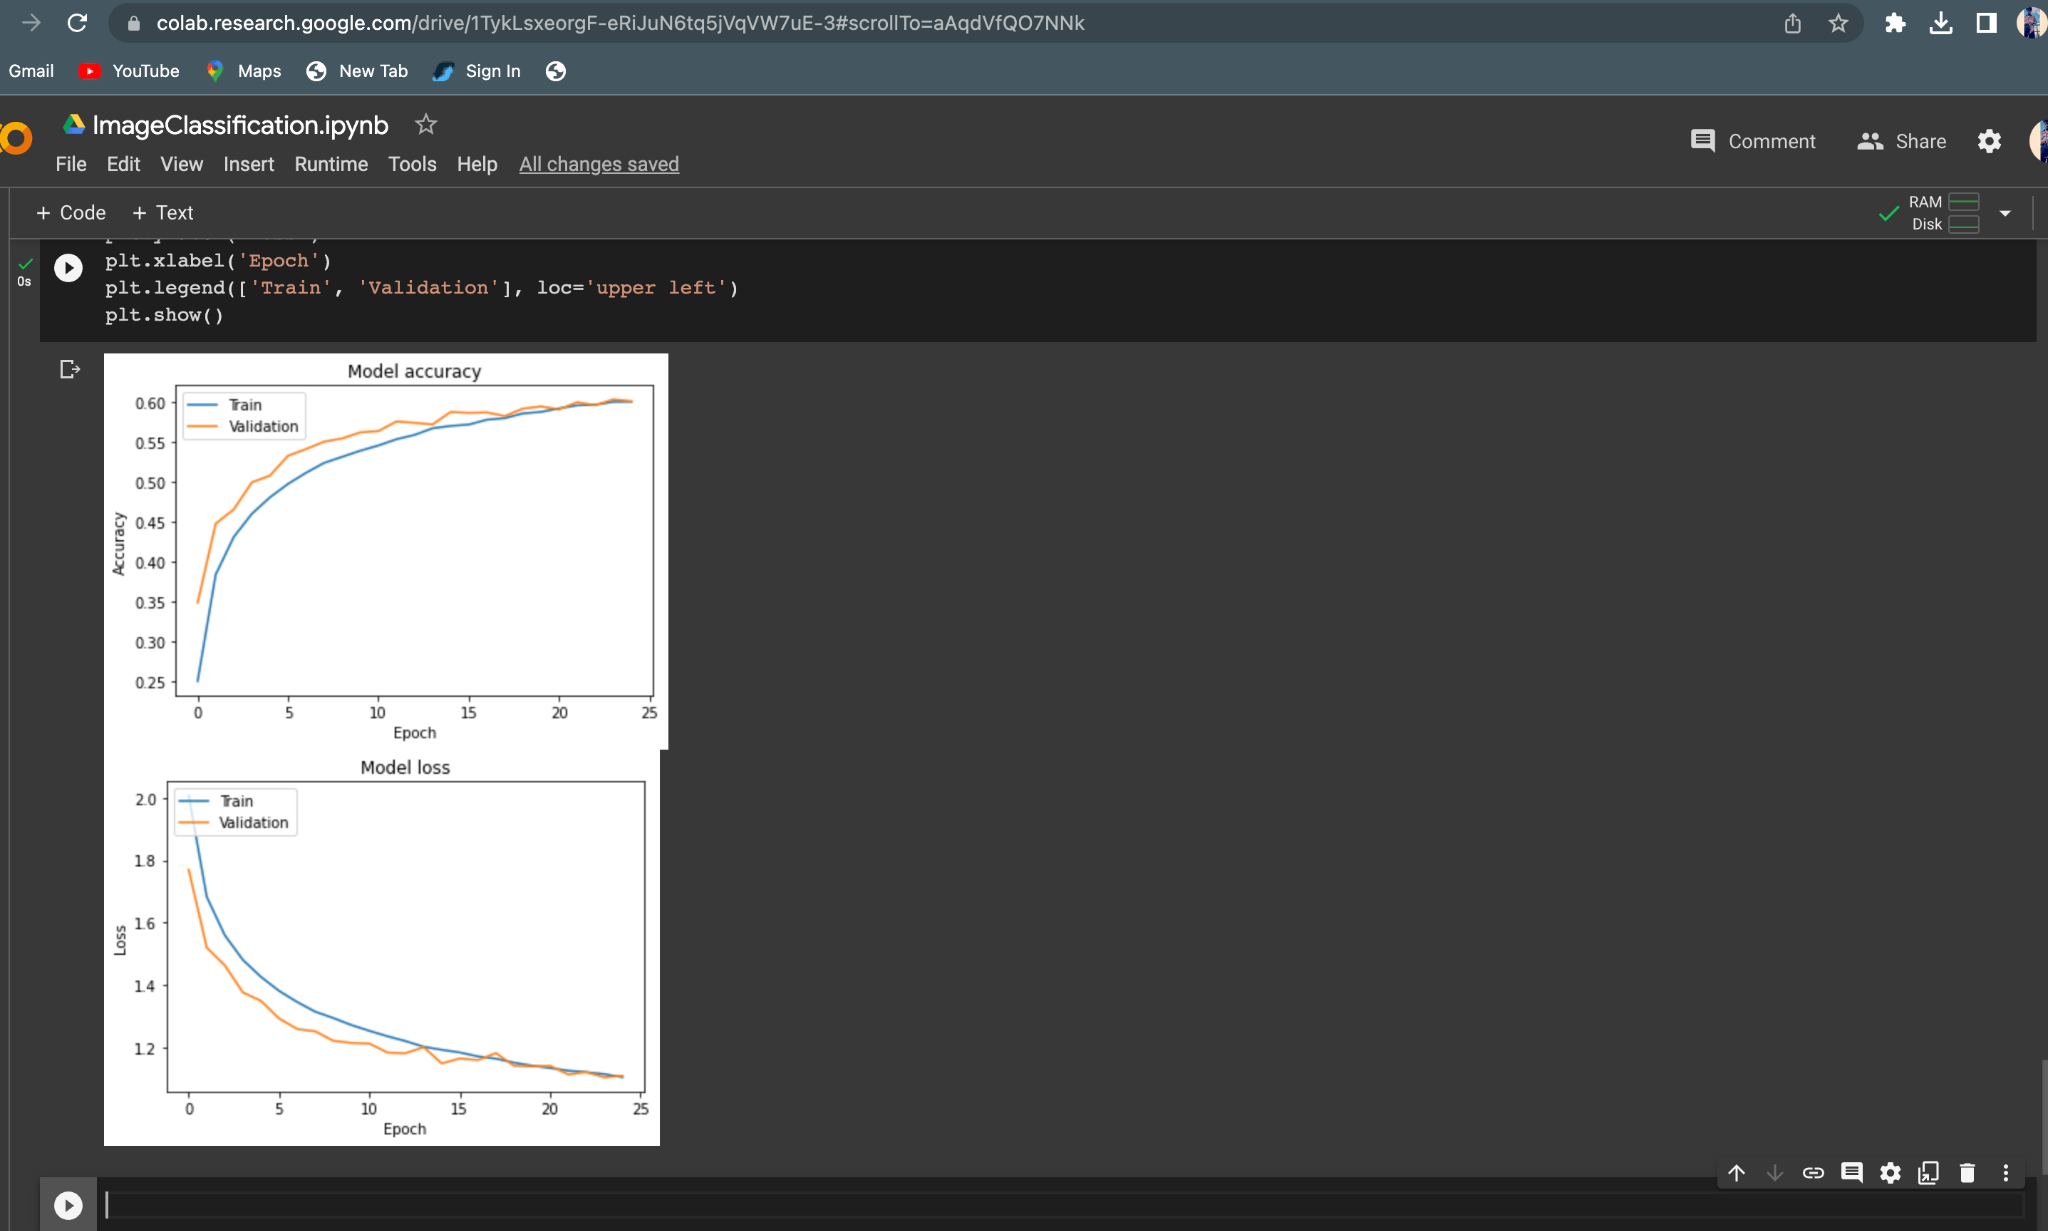 colab.research.google.com/drive/1TykLsxeorgF-eRiJuN6tq5jVqVW7uE-3#scrollTo=aAqdVfQO7NNk
Gmail YouTube Maps New Tab Sign In
ImageClassification.ipynb
Comment Share
File Edit View Insert Runtime Tools Help All changes saved
+ Code + Text
RAM
Disk
0s
plt.xlabel('Epoch')
plt.legend(['Train', 'Validation'], loc='upper left')
plt.show()
Model accuracy
Train
Validation
0.60
0.55
0.50
0.45
0.40
0.35
0.30
0.25
Accuracy
0 5 10 15 20 25
Epoch
Model loss
Train
Validation
2.0
1.8
1.6
1.4
1.2
Loss
0 5 10 15 20 25
Epoch